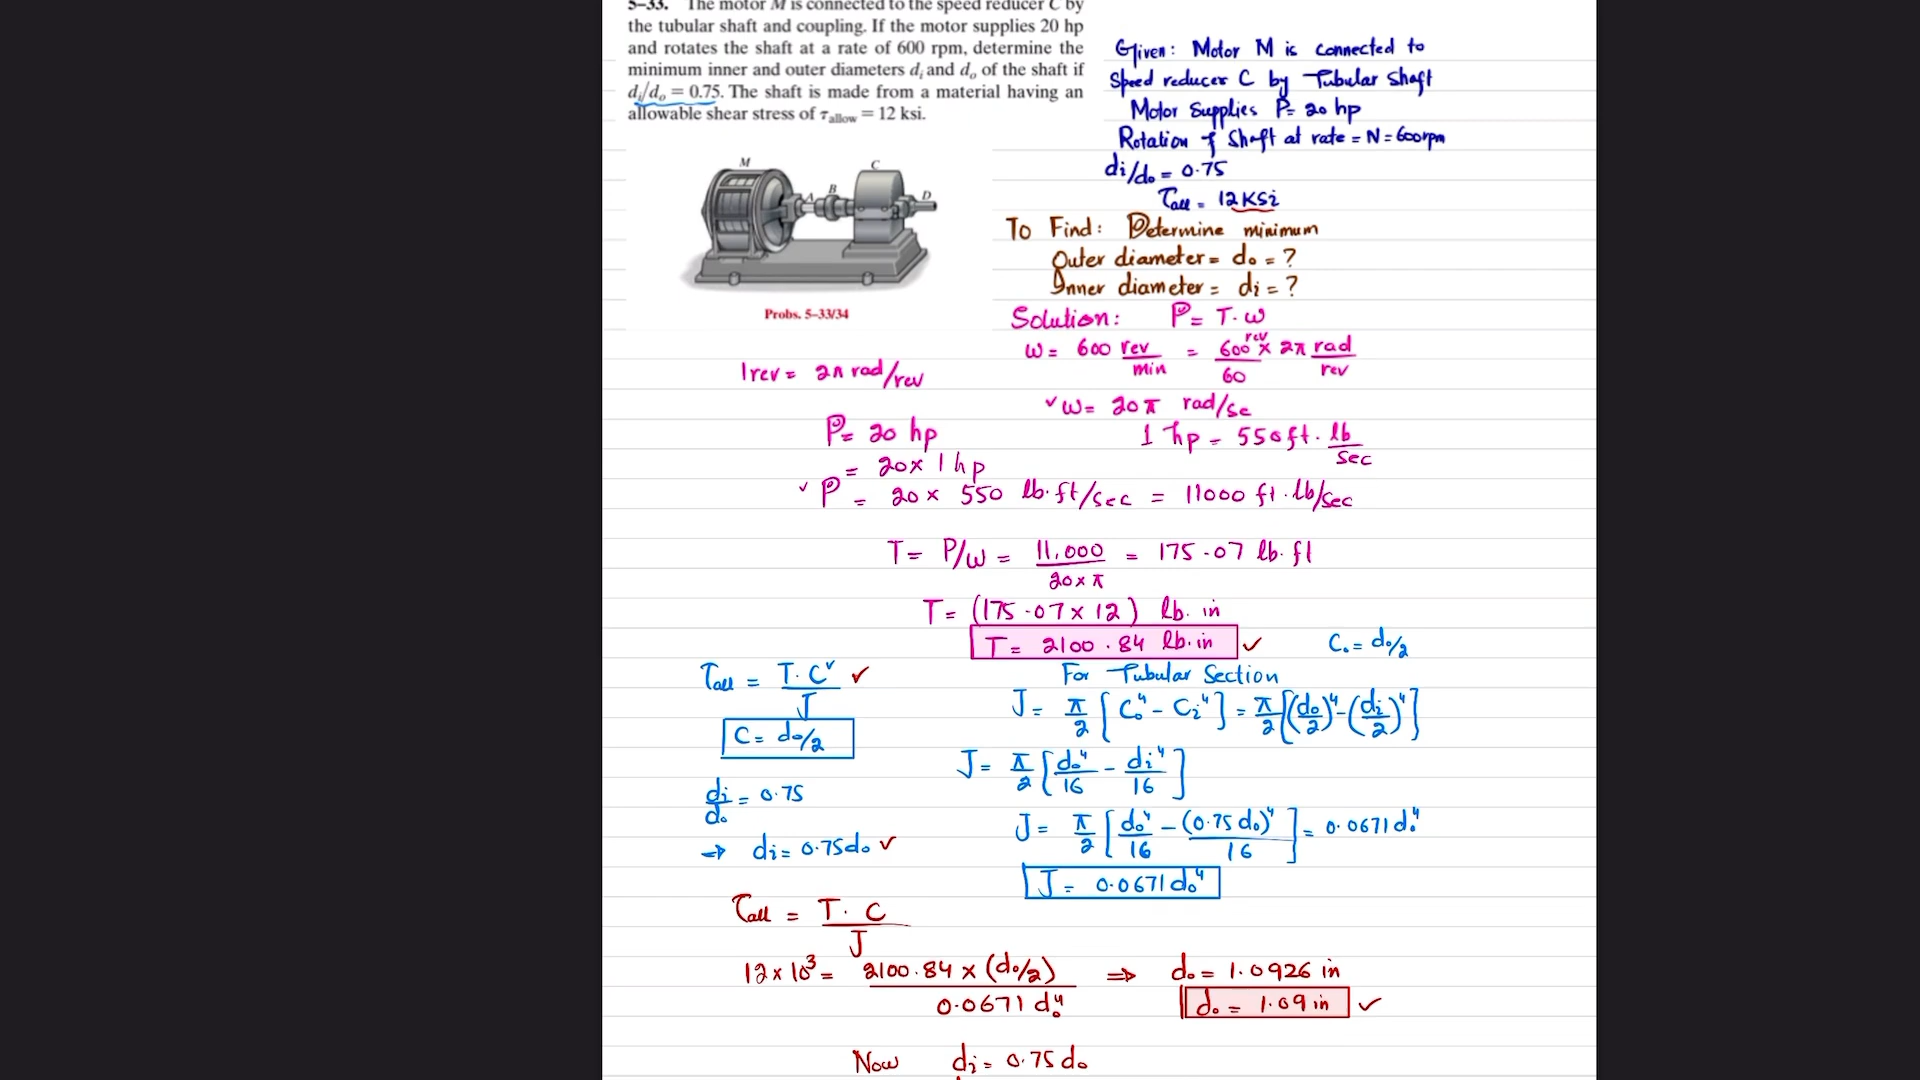 5–33. The motor M is connected to the speed reducer C by
the tubular shaft and coupling. If the motor supplies 20 hp
and rotates the shaft at a rate of 600 rpm, determine the
minimum inner and outer diameters dᵢ and dₒ of the shaft if
dᵢ/dₒ = 0.75. The shaft is made from a material having an
allowable shear stress of τallow = 12 ksi.
M
C
A
B
D
Probs. 5–33/34
Given: Motor M is connected to
Speed reducer C by Tubular Shaft
Motor Supplies P= 20 hp
Rotation of Shaft at rate = N = 600rpm
di/do = 0.75
τall = 12 KSi
To Find: Determine minimum
Outer diameter = do = ?
Inner diameter = di = ?
Solution: P = T·ω
ω = 600 rev/min = 600 rev/60 × 2π rad/rev
1rev = 2π rad/rev
✓ω = 20π rad/se
P = 20 hp
1 hp = 550 ft· lb/sec
= 20× 1 hp
✓ P = 20 × 550 lb·ft/sec = 11000 ft·lb/sec
T = P/ω = 11,000/20×π = 175.07 lb·ft
T = (175.07×12) lb·in
T = 2100.84 lb·in ✓
Co = do/2
τall = T·C✓/J ✓
For Tubular Section
J = π/2 [Co⁴ - Ci⁴] = π/2 [(do/2)⁴ - (di/2)⁴]
C = do/2
J = π/2 [do⁴/16 - di⁴/16]
di/do = 0.75
J = π/2 [do⁴/16 - (0.75 do)⁴/16] = 0.0671 do⁴
⇒ di = 0.75do ✓
J = 0.0671do⁴
τall = T· C/J
12×10³ = 2100.84 × (do/2)/0.0671 do⁴ ⇒ do = 1.0926 in
do = 1.09 in ✓
Now di = 0.75 do